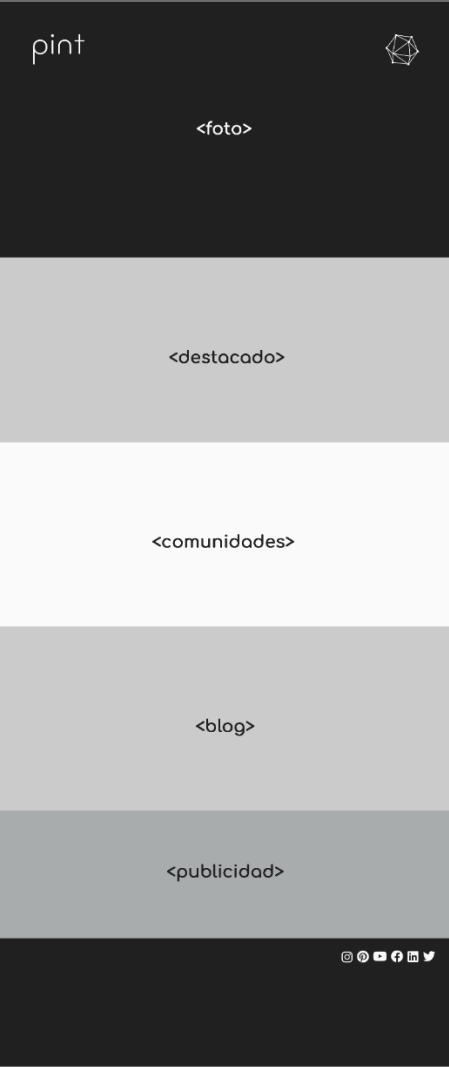 pint
<foto>
<destacado>
<comunidades>
<blog>
<publicidad>